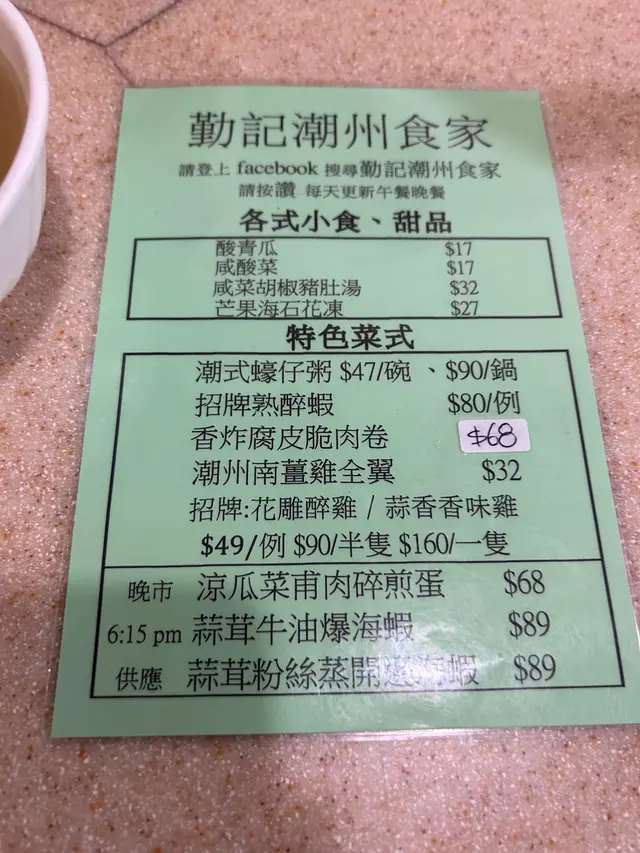 勤記潮州食家
請登上 facebook 搜尋勤記潮州食家
請按讚 每天更新午餐晚餐
各式小食、甜品
酸青瓜 $17
咸酸菜 $17
咸菜胡椒豬肚湯 $32
芒果海石花凍 $27
特色菜式
潮式蠔仔粥 $47/碗 、$90/鍋
招牌熟醉蝦 $80/例
香炸腐皮脆肉卷 $68
潮州南薑雞全翼 $32
招牌:花雕醉雞 / 蒜香香味雞
$49/例 $90/半隻 $160/一隻
晚市 涼瓜菜甫肉碎煎蛋 $68
6:15 pm 蒜茸牛油爆海蝦 $89
供應 蒜茸粉絲蒸開邊海蝦 $89